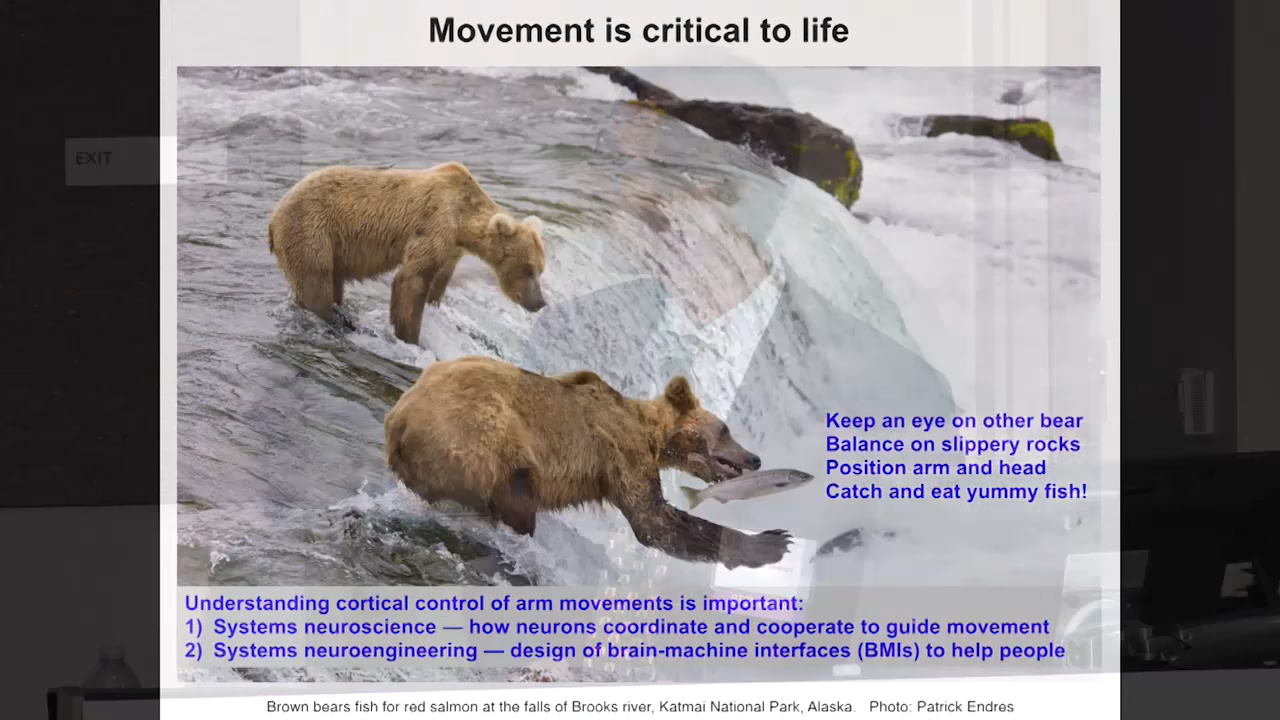 Movement is critical to life
EXIT
Keep an eye on other bear
Balance on slippery rocks
Position arm and head
Catch and eat yummy fish!
Understanding cortical control of arm movements is important:
1) Systems neuroscience — how neurons coordinate and cooperate to guide movement
2) Systems neuroengineering — design of brain-machine interfaces (BMIs) to help people
Brown bears fish for red salmon at the falls of Brooks river, Katmai National Park, Alaska. Photo: Patrick Endres